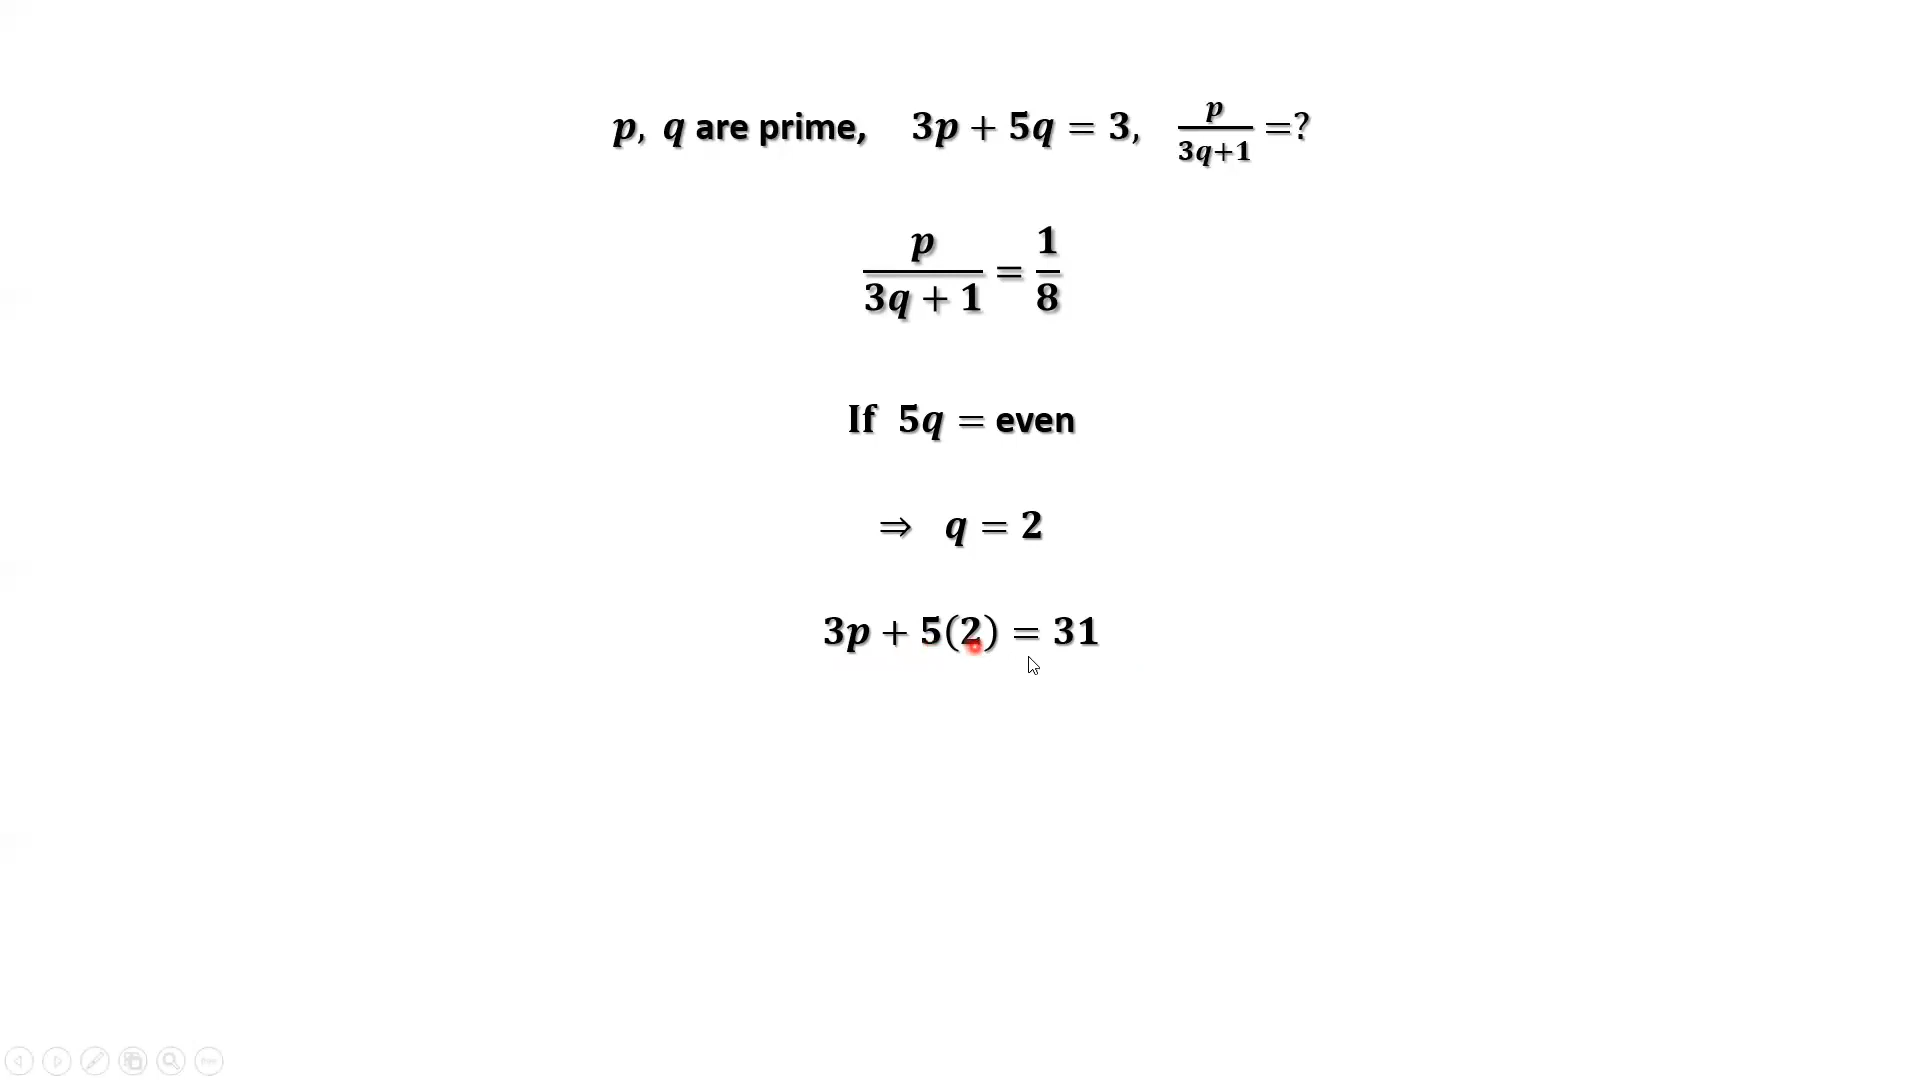 p, q are prime, 3p + 5q = 3, p/(3q+1) =?
p/(3q + 1) = 1/8
If 5q = even
⇒ q = 2
3p + 5(2) = 31